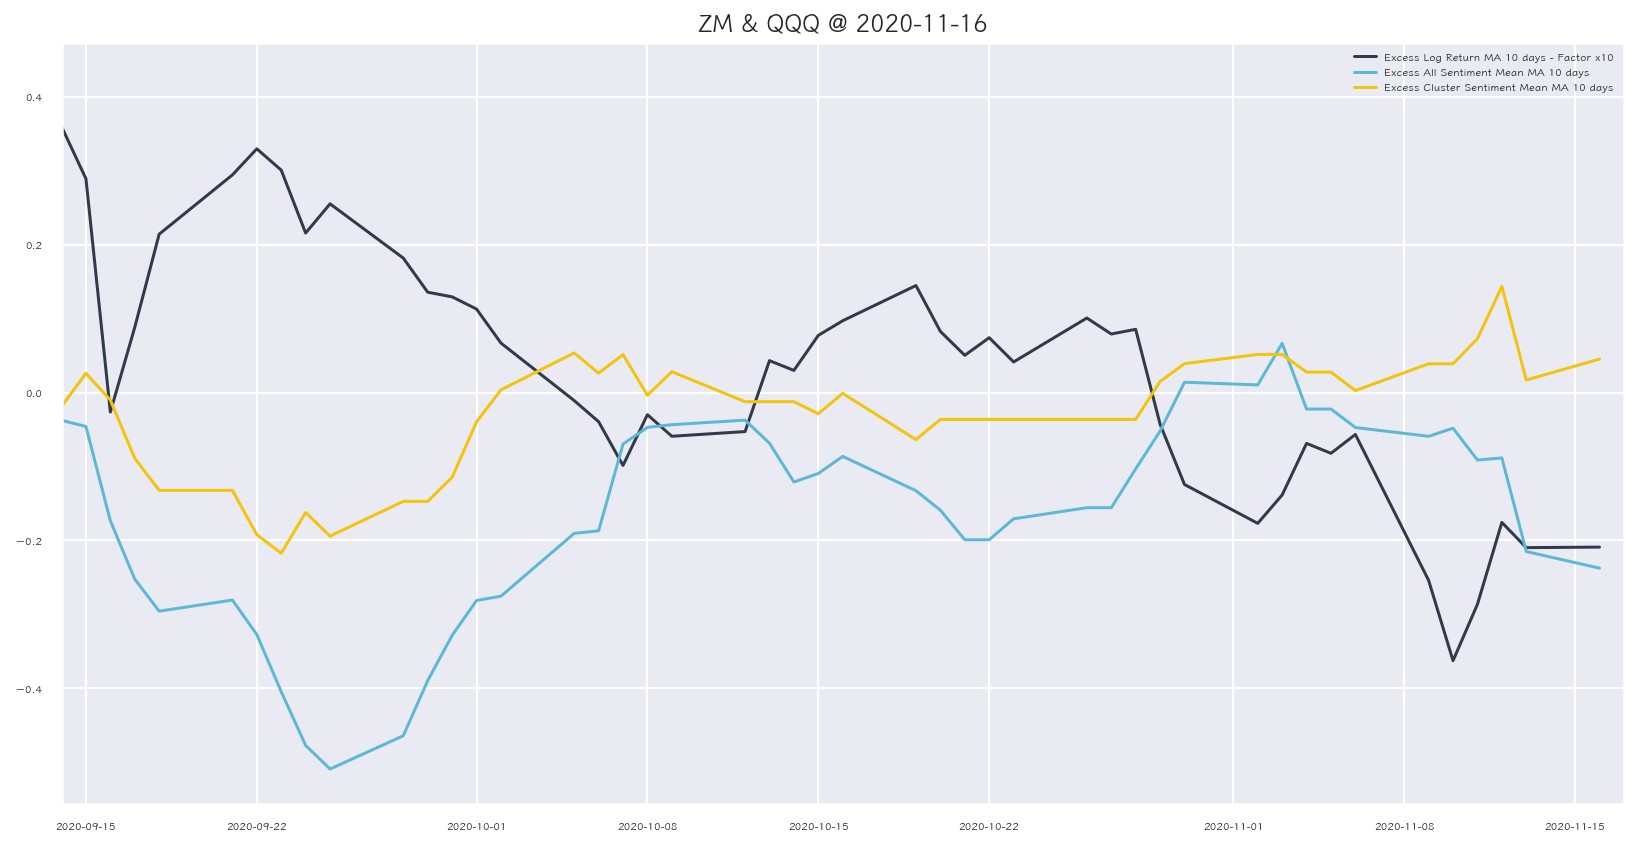 ZM & QQQ @ 2020-11-16
Excess Log Return MA 10 days - Factor x10
Excess All Sentiment Mean MA 10 days
Excess Cluster Sentiment Mean MA 10 days
0.4
0.2
0.0
−0.2
−0.4
2020-09-15 2020-09-22 2020-10-01 2020-10-08 2020-10-15 2020-10-22 2020-11-01 2020-11-08 2020-11-15